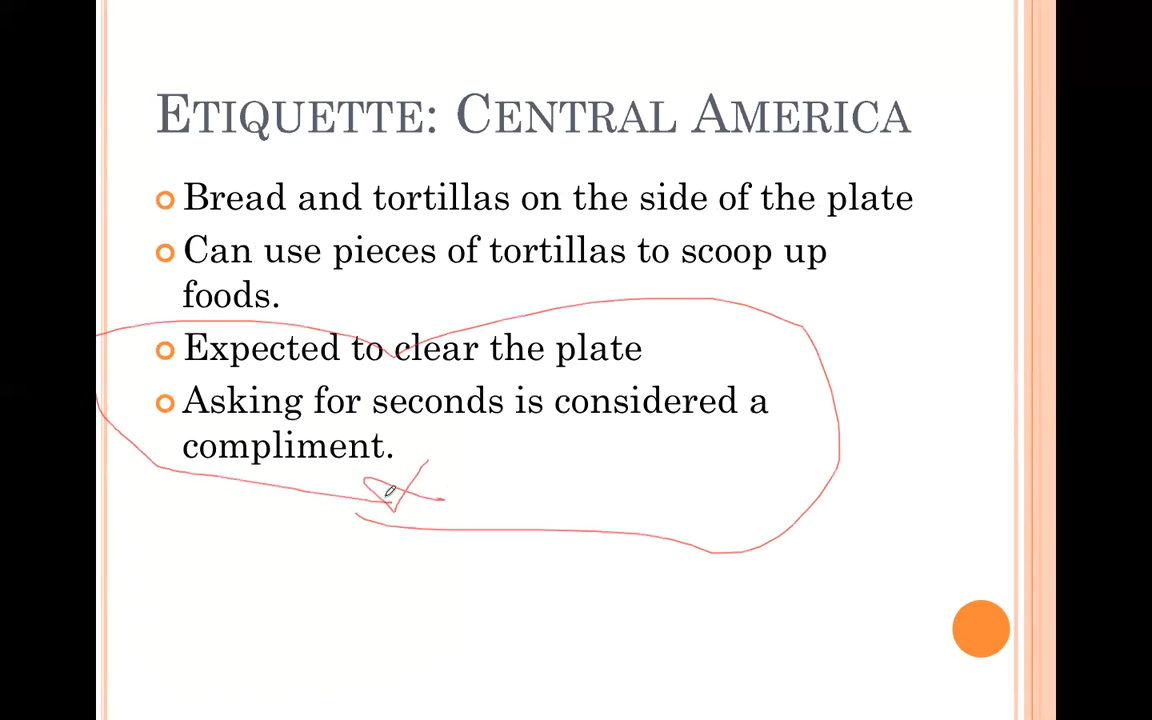 ETIQUETTE: CENTRAL AMERICA
Bread and tortillas on the side of the plate
Can use pieces of tortillas to scoop up
foods.
Expected to clear the plate
Asking for seconds is considered a
compliment.